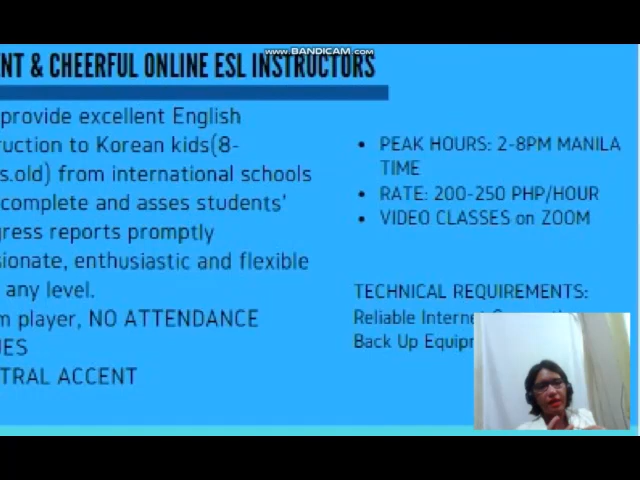 www.BANDICAM.com
NT & CHEERFUL ONLINE ESL INSTRUCTORS
provide excellent English
ruction to Korean kids(8-
s.old) from international schools
complete and asses students'
gress reports promptly
sionate, enthusiastic and flexible
any level.
m player, NO ATTENDANCE
ES
TRAL ACCENT
• PEAK HOURS: 2-8PM MANILA
TIME
• RATE: 200-250 PHP/HOUR
• VIDEO CLASSES on ZOOM
TECHNICAL REQUIREMENTS:
Reliable Internet
Back Up Equip